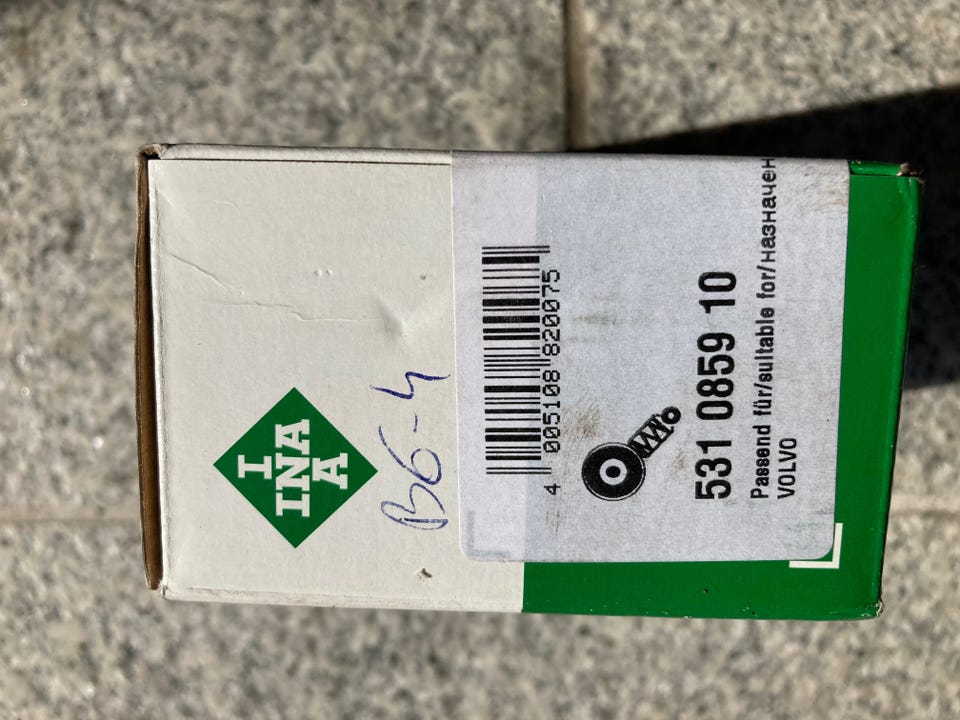 I
INA
A
B6-4
4 005108 820075
531 0859 10
Passend für/suitable for/назначен
VOLVO